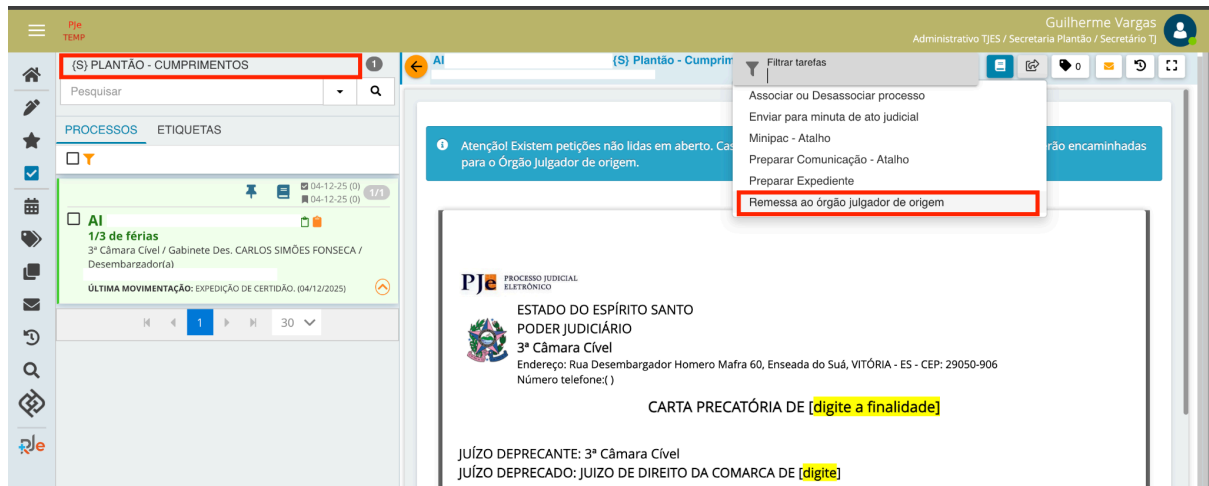 PJe
TEMP
Guilherme Vargas
Administrativo TJES / Secretaria Plantão / Secretário TJ
{S} PLANTÃO - CUMPRIMENTOS
1
Pesquisar
PROCESSOS
ETIQUETAS
04-12-25 (0)
04-12-25 (0)
1/1
AI
1/3 de férias
3ª Câmara Cível / Gabinete Des. CARLOS SIMÕES FONSECA /
Desembargador(a)
ÚLTIMA MOVIMENTAÇÃO: EXPEDIÇÃO DE CERTIDÃO. (04/12/2025)
1
30
PJe
AI
{S} Plantão - Cumprim
Filtrar tarefas
0
Associar ou Desassociar processo
Enviar para minuta de ato judicial
Minipac - Atalho
Preparar Comunicação - Atalho
Preparar Expediente
Remessa ao órgão julgador de origem
Atenção! Existem petições não lidas em aberto. Cas
rão encaminhadas
para o Órgão Julgador de origem.
PJe PROCESSO JUDICIAL
ELETRÔNICO
ESTADO DO ESPÍRITO SANTO
PODER JUDICIÁRIO
3ª Câmara Cível
Endereço: Rua Desembargador Homero Mafra 60, Enseada do Suá, VITÓRIA - ES - CEP: 29050-906
Número telefone:( )
CARTA PRECATÓRIA DE [digite a finalidade]
JUÍZO DEPRECANTE: 3ª Câmara Cível
JUÍZO DEPRECADO: JUIZO DE DIREITO DA COMARCA DE [digite]